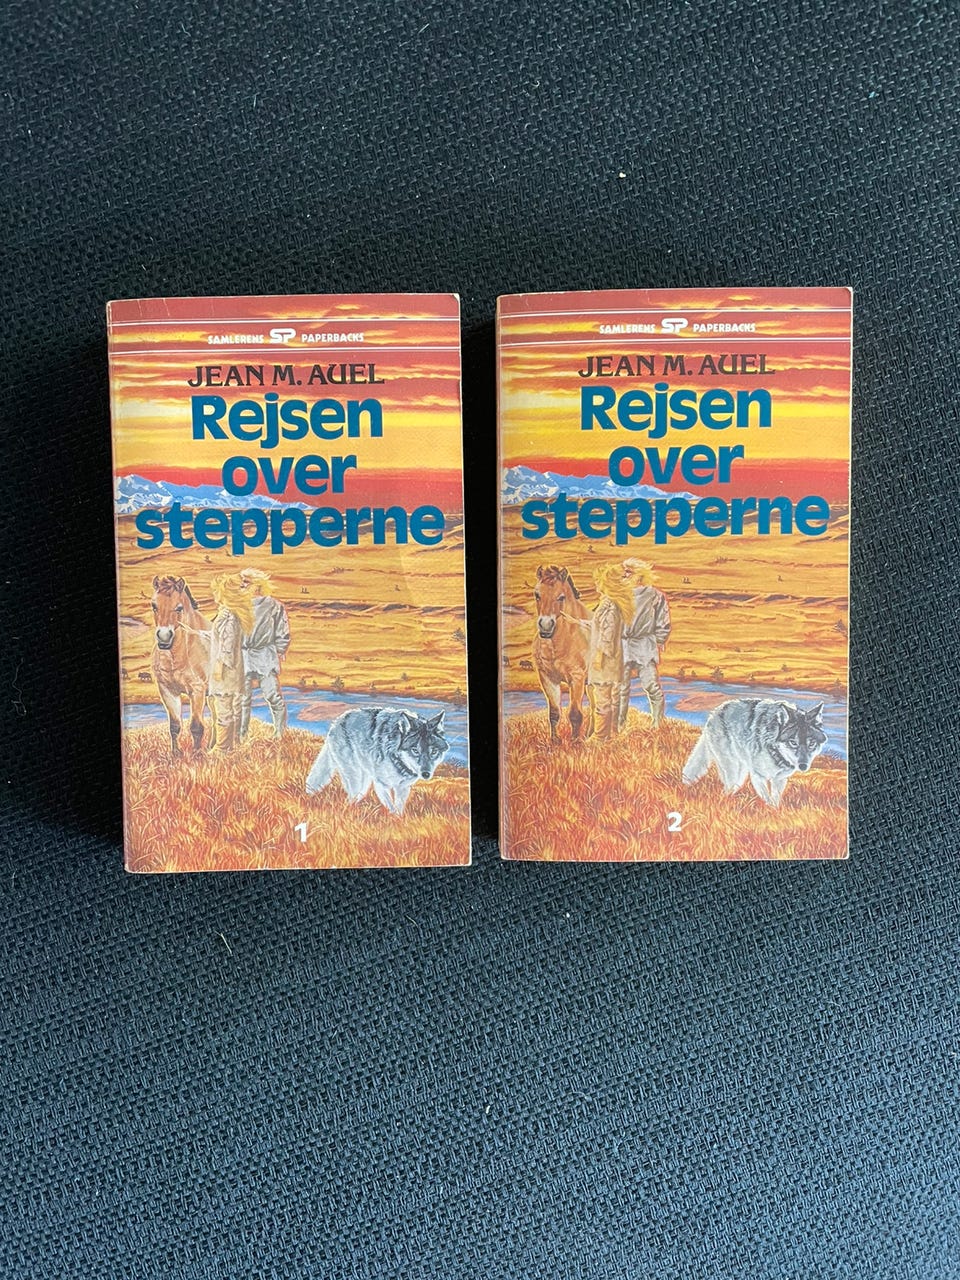 SAMLERENS SP PAPERBACKS
JEAN M. AUEL
Rejsen
over
stepperne
1
SAMLERENS SP PAPERBACKS
JEAN M. AUEL
Rejsen
over
stepperne
2